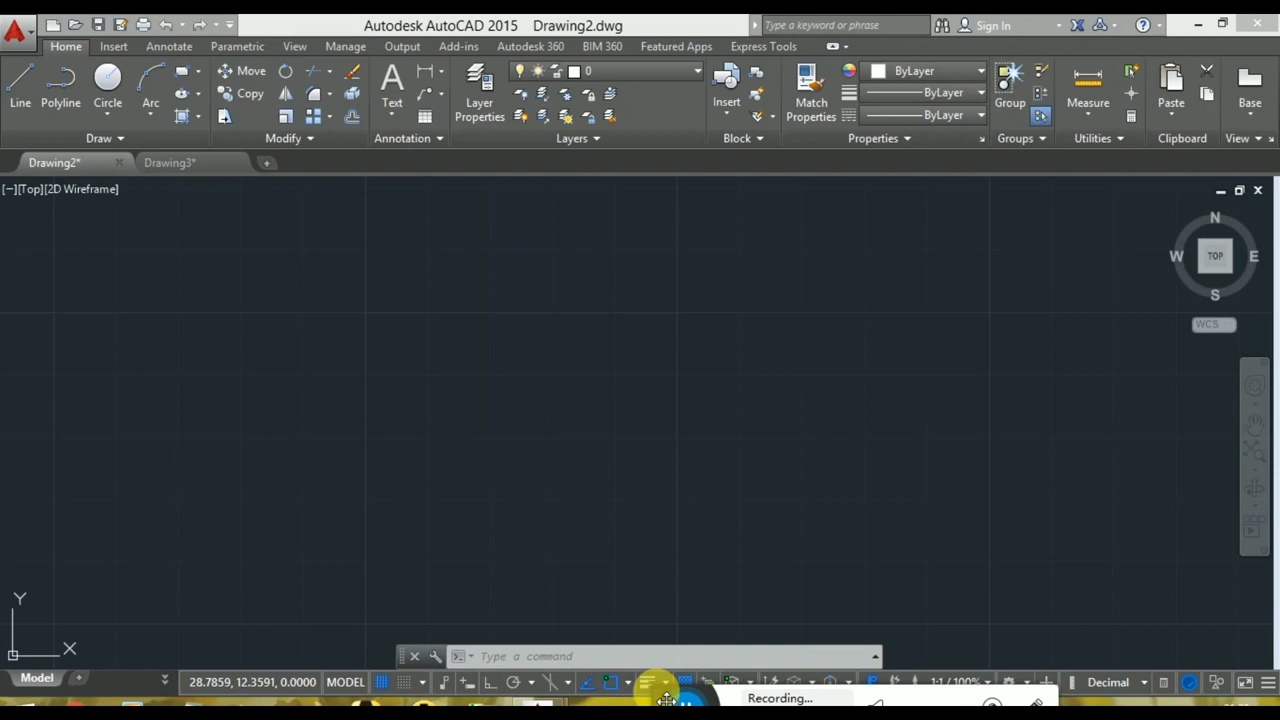 Autodesk AutoCAD 2015 Drawing2.dwg
Type a keyword or phrase
Sign In
Home Insert Annotate Parametric View Manage Output Add-ins Autodesk 360 BIM 360 Featured Apps Express Tools
Line Polyline Circle Arc
Move
Copy
Text
Layer
Properties
0
Insert
Match
Properties
ByLayer
ByLayer
ByLayer
Group
Measure
Paste
Base
Draw Modify Annotation Layers Block Properties Groups Utilities Clipboard View
Drawing2* Drawing3*
[−][Top][2D Wireframe]
N
W TOP E
S
WCS
Y
X
Type a command
Model
28.7859, 12.3591, 0.0000 MODEL
1:1 / 100%
Decimal
Recording...